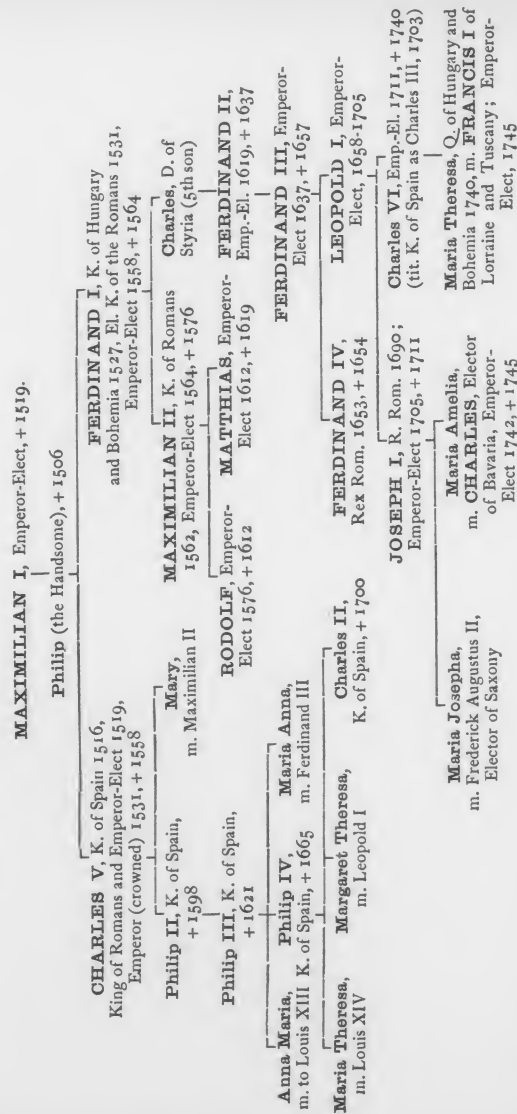 MAXIMILIAN I, Emperor-Elect, + 1519.
Philip (the Handsome), + 1506
CHARLES V, K. of Spain 1516,
King of Romans and Emperor-Elect 1519,
Emperor (crowned) 1531, + 1558
FERDINAND I, K. of Hungary
and Bohemia 1527, El. K. of the Romans 1531,
Emperor-Elect 1558, + 1564
Philip II, K. of Spain,
+ 1598
Mary,
m. Maximilian II
MAXIMILIAN II, K. of Romans
1562, Emperor-Elect 1564, + 1576
Charles, D. of
Styria (5th son)
Philip III, K. of Spain,
+ 1621
RODOLF, Emperor-
Elect 1576, + 1612
MATTHIAS, Emperor-
Elect 1612, + 1619
FERDINAND II,
Emp.-El. 1619, + 1637
Anna Maria,
m. to Louis XIII
Philip IV,
K. of Spain, + 1665
Maria Anna,
m. Ferdinand III
FERDINAND III, Emperor-
Elect 1637, + 1657
Maria Theresa,
m. Louis XIV
Margaret Theresa,
m. Leopold I
Charles II,
K. of Spain, + 1700
FERDINAND IV,
Rex Rom. 1653, + 1654
LEOPOLD I, Emperor-
Elect, 1658-1705
JOSEPH I, R. Rom. 1690;
Emperor-Elect 1705, + 1711
Charles VI, Emp.-El. 1711, + 1740
(tit. K. of Spain as Charles III, 1703)
Maria Josepha,
m. Frederick Augustus II,
Elector of Saxony
Maria Amelia,
m. CHARLES, Elector
of Bavaria, Emperor-
Elect 1742, + 1745
Maria Theresa, Q. of Hungary and
Bohemia 1740, m. FRANCIS I of
Lorraine and Tuscany; Emperor-
Elect, 1745